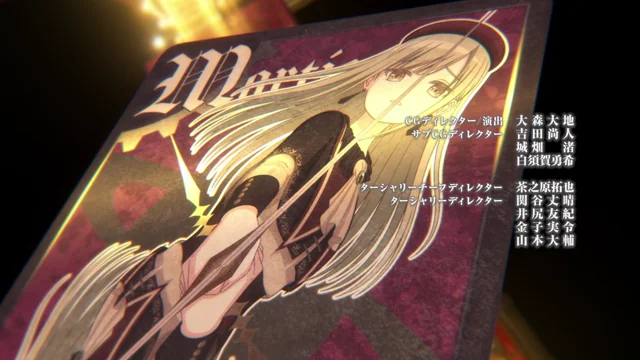 Marti
CGディレクター/演出 大森大地
サブCGディレクター 吉田尚人
城畑 渚
白須賀勇希
ターシャリーチーフディレクター 茶之原拓也
ターシャリーディレクター 関谷丈晴
井尻友紀
金子実令
山本大輔